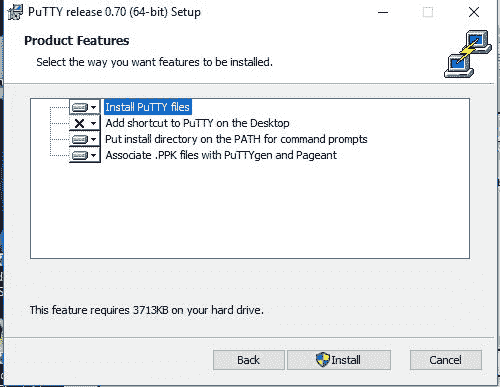 PuTTY release 0.70 (64-bit) Setup
Product Features
Select the way you want features to be installed.
Install PuTTY files
Add shortcut to PuTTY on the Desktop
Put install directory on the PATH for command prompts
Associate .PPK files with PuTTYgen and Pageant
This feature requires 3713KB on your hard drive.
Back Install Cancel